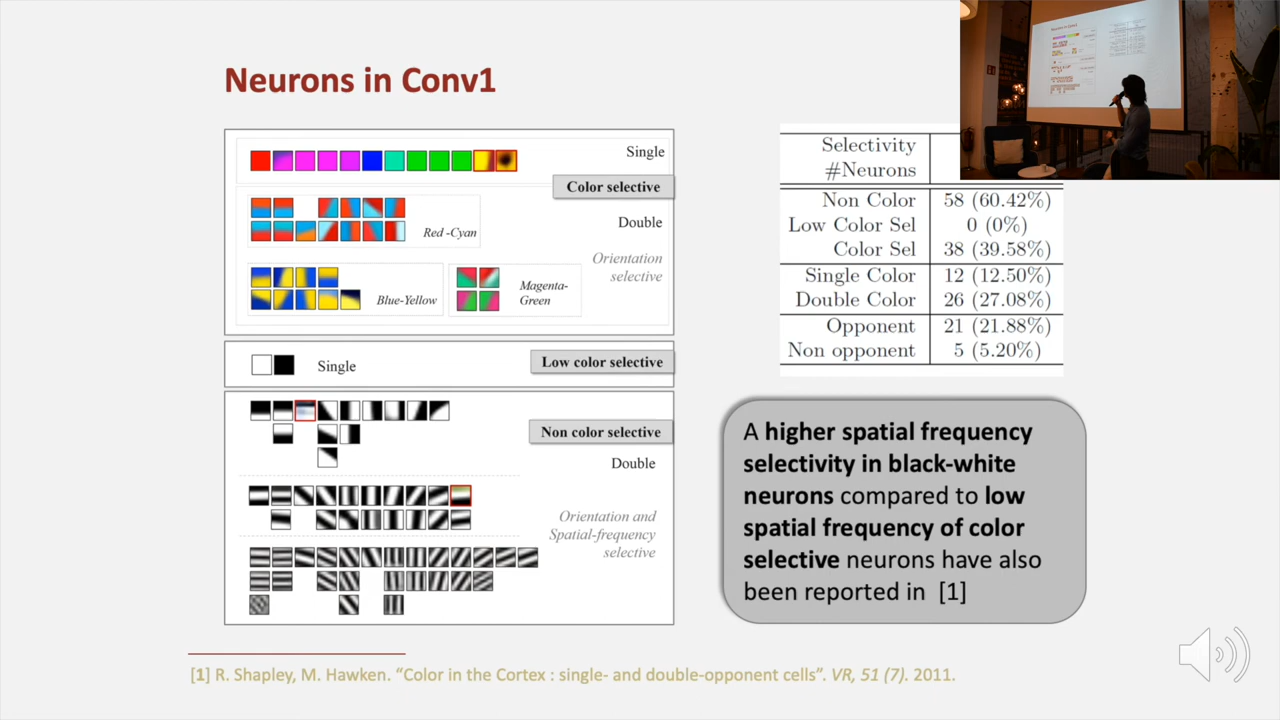 Neurons in Conv1
Single
Color selective
Double
Red -Cyan
Orientation
selective
Blue-Yellow
Magenta-
Green
Single
Low color selective
Non color selective
Double
Orientation and
Spatial-frequency
selective
Selectivity
#Neurons
Non Color 58 (60.42%)
Low Color Sel 0 (0%)
Color Sel 38 (39.58%)
Single Color 12 (12.50%)
Double Color 26 (27.08%)
Opponent 21 (21.88%)
Non opponent 5 (5.20%)
A higher spatial frequency
selectivity in black-white
neurons compared to low
spatial frequency of color
selective neurons have also
been reported in [1]
[1] R. Shapley, M. Hawken. “Color in the Cortex : single- and double-opponent cells”. VR, 51 (7). 2011.
Neurons in Conv1